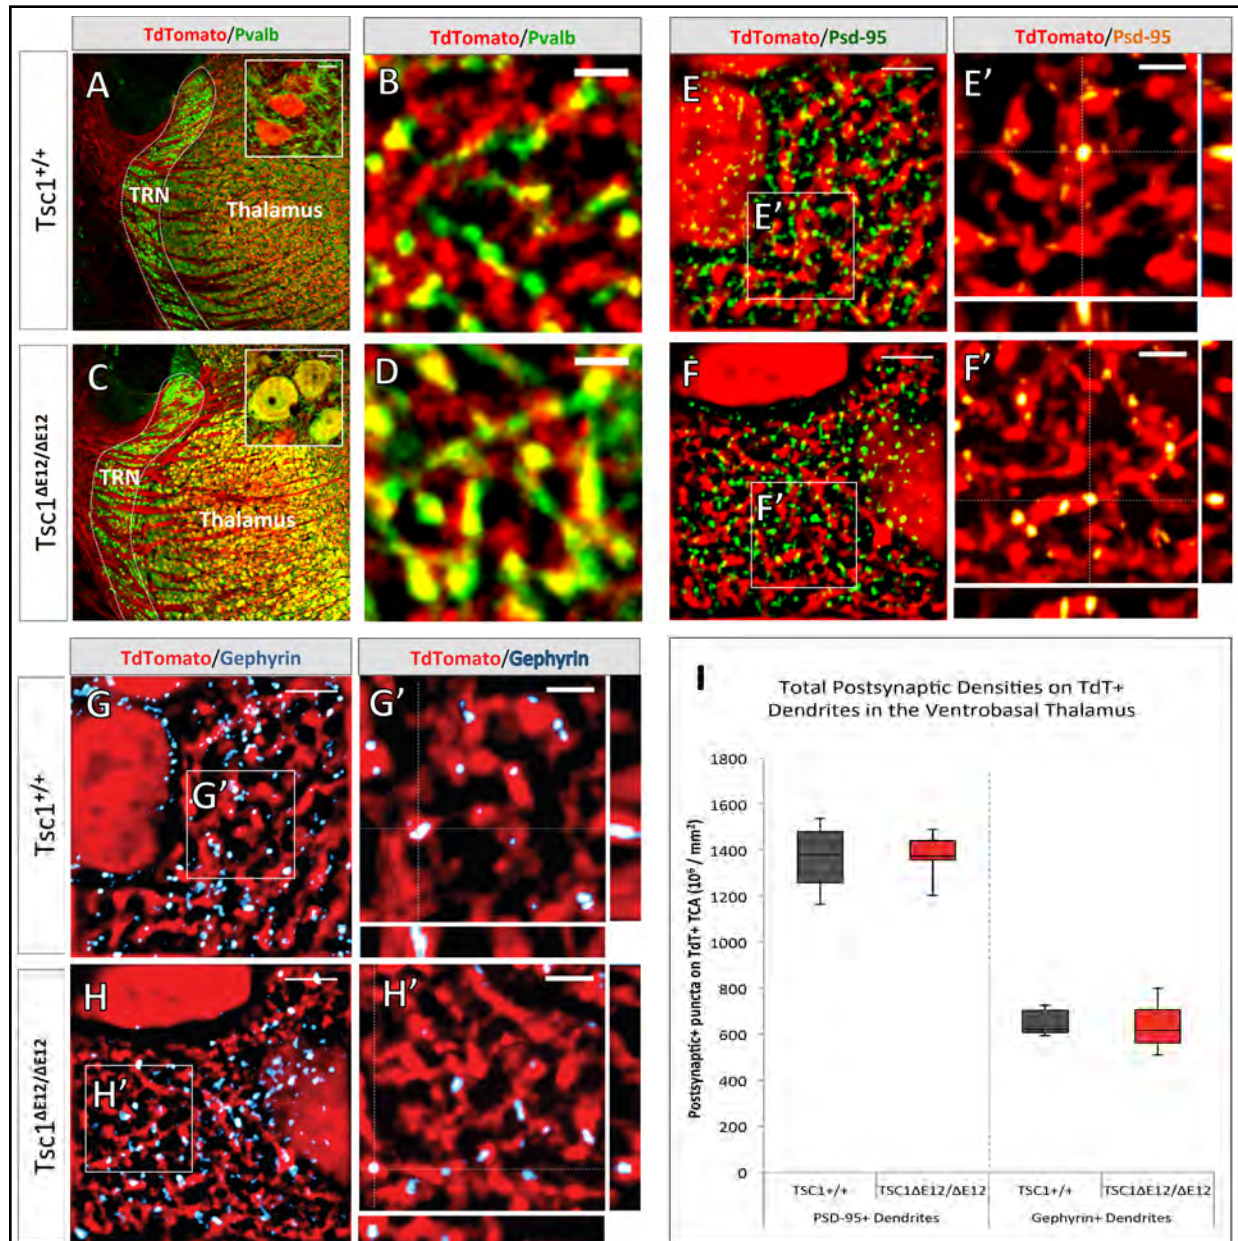 TdTomato/Pvalb
TdTomato/Pvalb
TdTomato/Psd-95
TdTomato/Psd-95
Tsc1+/+
A
TRN
Thalamus
B
E
E'
E'
Tsc1ΔE12/ΔE12
C
TRN
Thalamus
D
F
F'
F'
TdTomato/Gephyrin
TdTomato/Gephyrin
Tsc1+/+
G
G'
G'
Tsc1ΔE12/ΔE12
H
H'
H'
I
Total Postsynaptic Densities on TdT+
Dendrites in the Ventrobasal Thalamus
Postsynaptic+ puncta on TdT+ TCA (10⁶ / mm²)
1800
1600
1400
1200
1000
800
600
400
200
0
TSC1+/+
TSC1ΔE12/ΔE12
TSC1+/+
TSC1ΔE12/ΔE12
PSD-95+ Dendrites
Gephyrin+ Dendrites